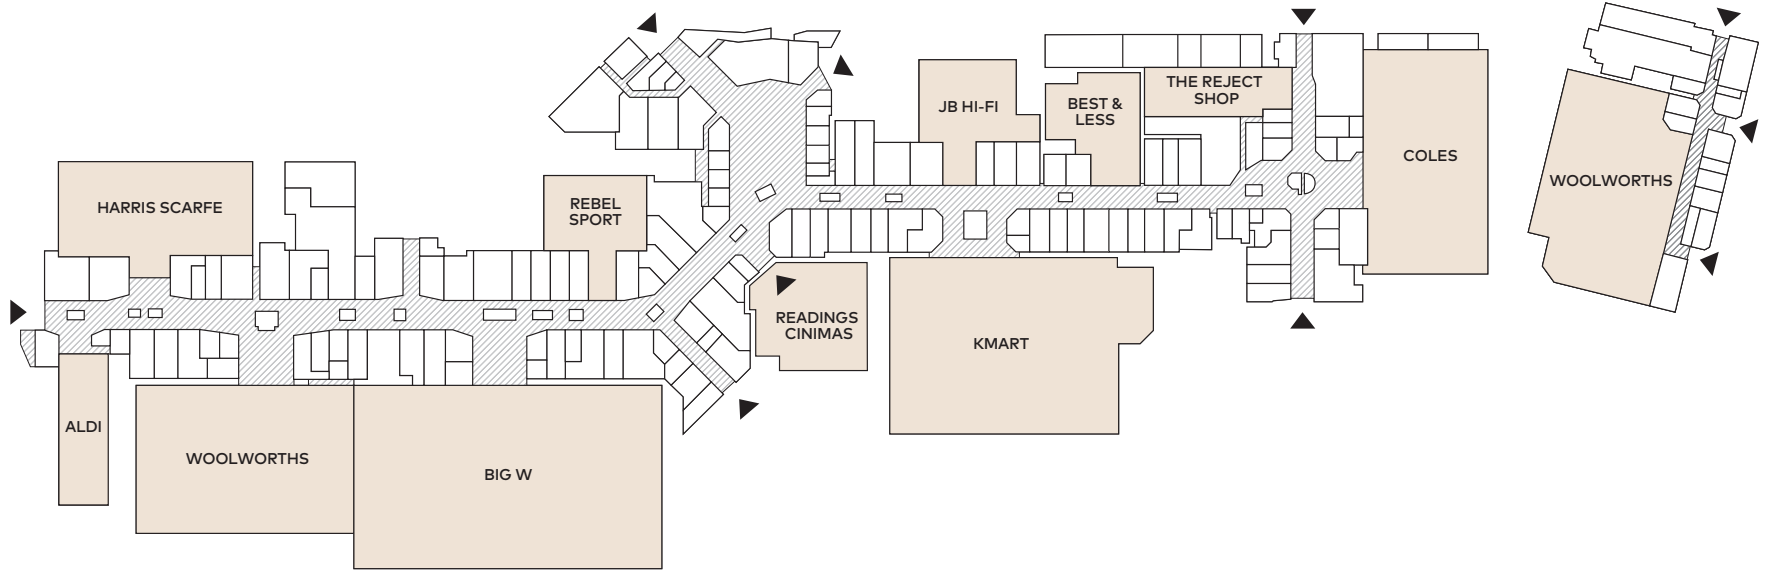 HARRIS SCARFE
ALDI
WOOLWORTHS
BIG W
REBEL
SPORT
READINGS
CINIMAS
JB HI-FI
KMART
BEST &
LESS
THE REJECT
SHOP
COLES
WOOLWORTHS